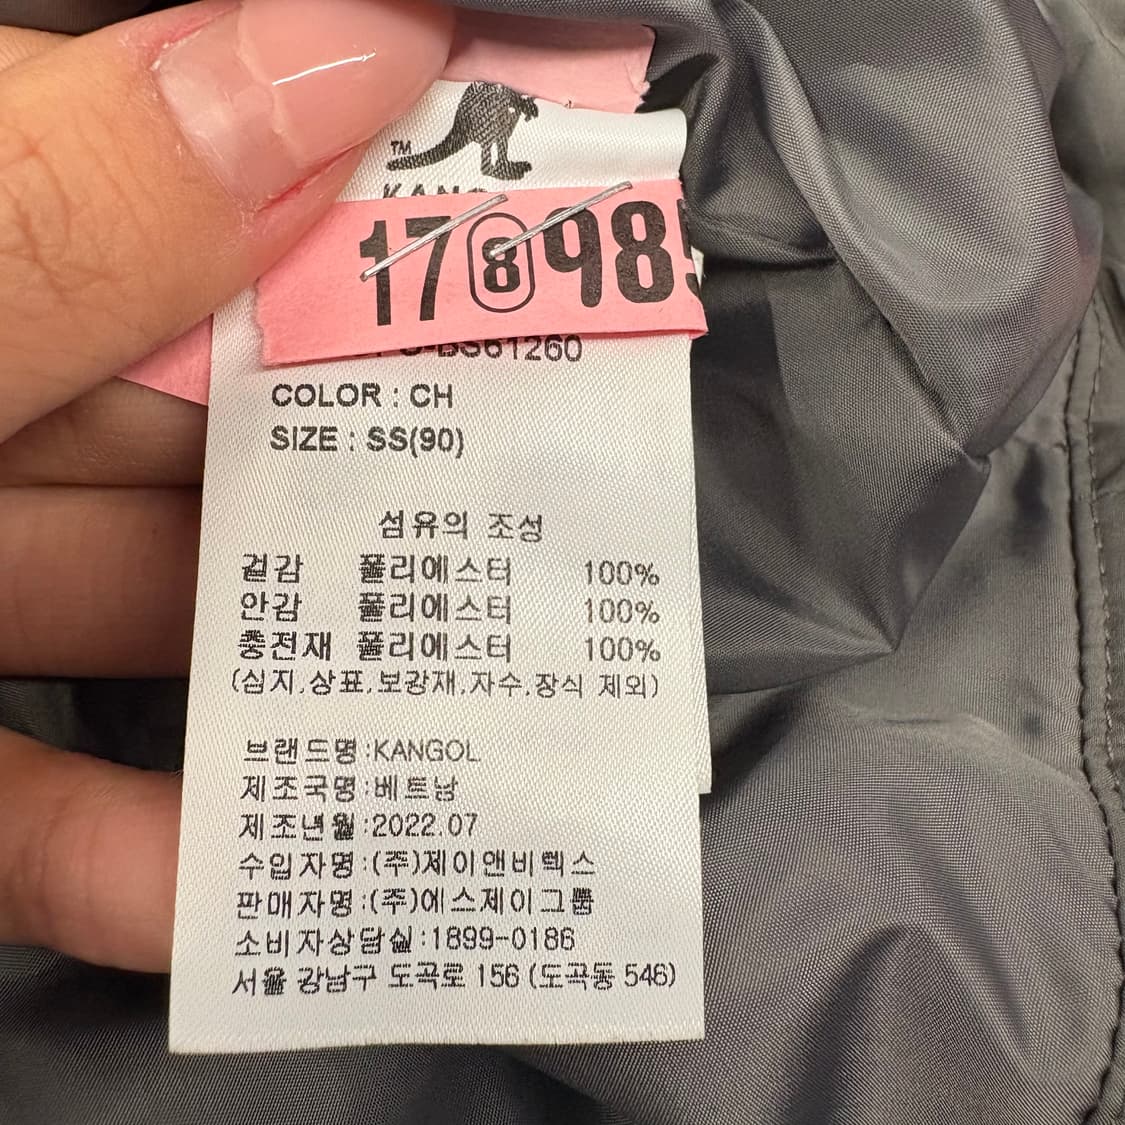 TM
178985
BS61260
COLOR : CH
SIZE : SS(90)
섬유의 조성
겉감 폴리에스터 100%
안감 폴리에스터 100%
충전재 폴리에스터 100%
(심지,상표,보강재,자수,장식 제외)
브랜드명:KANGOL
제조국명:베트남
제조년월:2022.07
수입자명:(주)제이앤비텍스
판매자명:(주)에스제이그룹
소비자상담실:1899-0186
서울 강남구 도곡로 156 (도곡동 546)